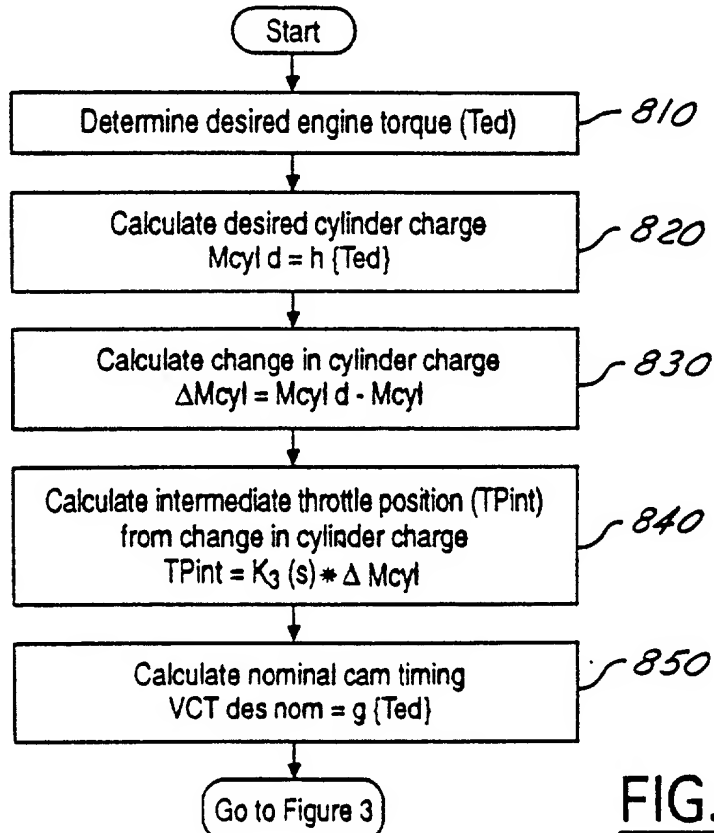 Start
Determine desired engine torque (Ted)
810
Calculate desired cylinder charge
Mcyl d = h {Ted}
820
Calculate change in cylinder charge
ΔMcyl = Mcyl d - Mcyl
830
Calculate intermediate throttle position (TPint)
from change in cylinder charge
TPint = K₃ (s) * Δ Mcyl
840
Calculate nominal cam timing
VCT des nom = g {Ted}
850
Go to Figure 3
FIG.